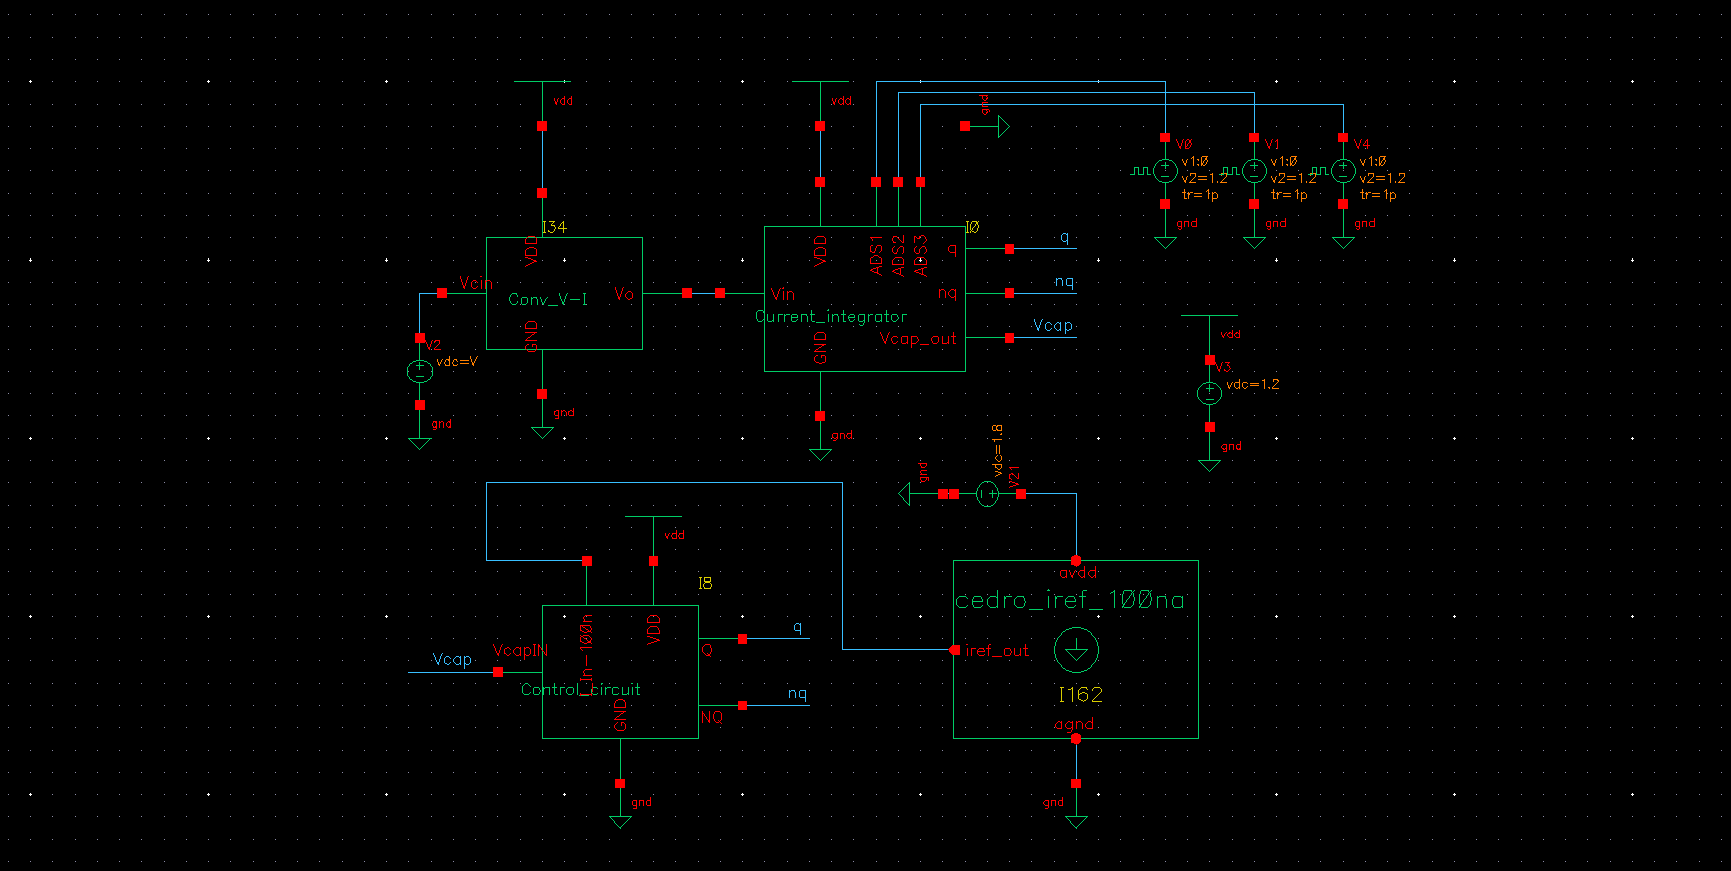 vdd
vdd
gnd
V0
v1:0
v2=1.2
tr=1p
gnd
V1
v1:0
v2=1.2
tr=1p
gnd
V4
v1:0
v2=1.2
tr=1p
gnd
I34
VDD
Vcin
Conv_V-I
Vo
GND
gnd
V2
vdc=V
gnd
I0
VDD
ADS1
ADS2
ADS3
q
q
Vin
nq
nq
Current_integrator
Vcap_out
Vcap
GND
gnd
vdd
V3
vdc=1.2
gnd
gnd
vdc=1.8
V21
vdd
I8
I_In-100n
VDD
Vcap
VcapIN
Q
q
Control_circuit
GND
NQ
nq
gnd
avdd
cedro_iref_100na
iref_out
I162
agnd
gnd